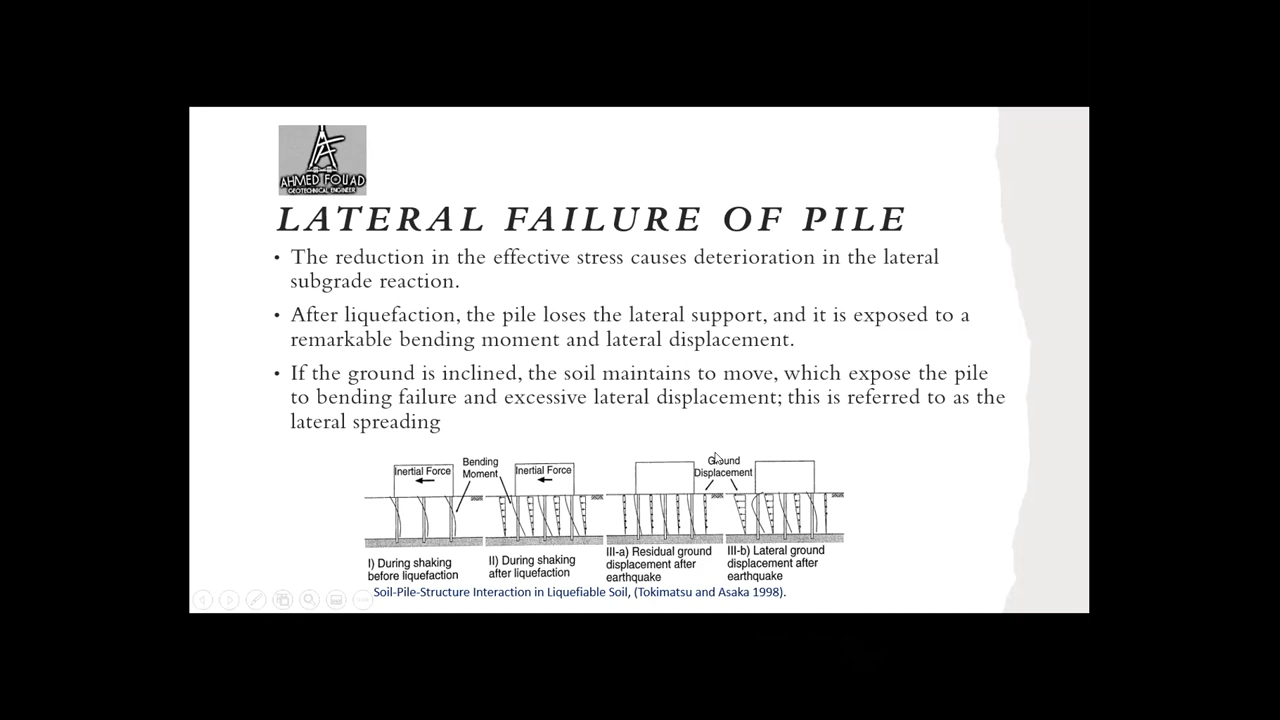 AHMED FOUAD
GEOTECHNICAL ENGINEER
LATERAL FAILURE OF PILE
• The reduction in the effective stress causes deterioration in the lateral
subgrade reaction.
• After liquefaction, the pile loses the lateral support, and it is exposed to a
remarkable bending moment and lateral displacement.
• If the ground is inclined, the soil maintains to move, which expose the pile
to bending failure and excessive lateral displacement; this is referred to as the
lateral spreading
Inertial Force
Bending
Moment
Inertial Force
Ground
Displacement
I) During shaking
before liquefaction
II) During shaking
after liquefaction
III-a) Residual ground
displacement after
earthquake
III-b) Lateral ground
displacement after
earthquake
Soil-Pile-Structure Interaction in Liquefiable Soil, (Tokimatsu and Asaka 1998).